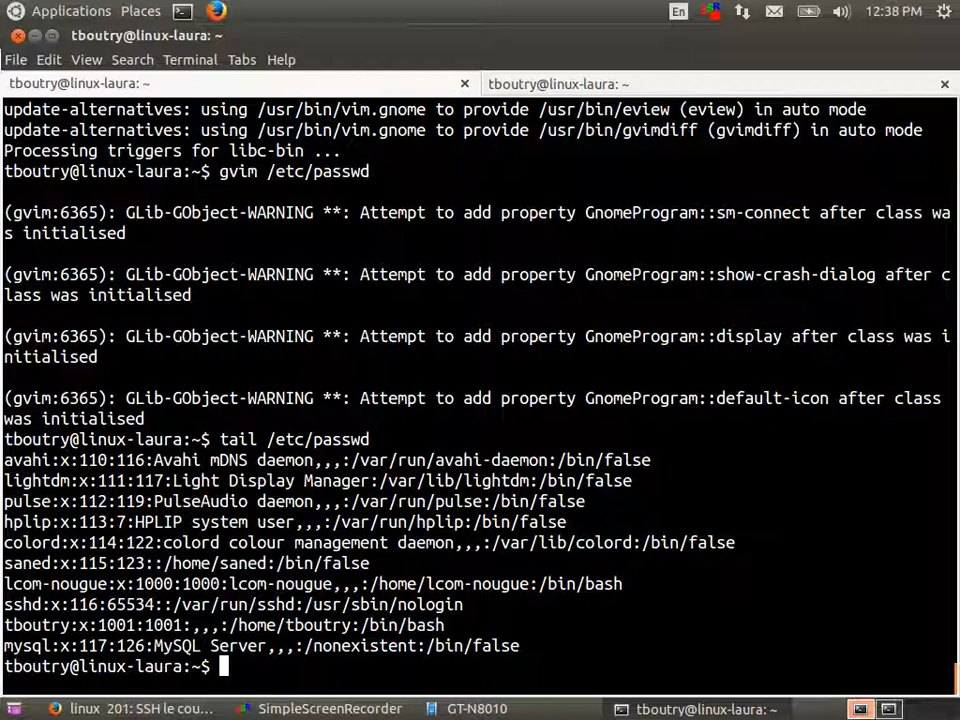 Applications Places En 12:38 PM
tboutry@linux-laura: ~
File Edit View Search Terminal Tabs Help
tboutry@linux-laura: ~ × tboutry@linux-laura: ~ ×
update-alternatives: using /usr/bin/vim.gnome to provide /usr/bin/eview (eview) in auto mode
update-alternatives: using /usr/bin/vim.gnome to provide /usr/bin/gvimdiff (gvimdiff) in auto mode
Processing triggers for libc-bin ...
tboutry@linux-laura:~$ gvim /etc/passwd
(gvim:6365): GLib-GObject-WARNING **: Attempt to add property GnomeProgram::sm-connect after class wa
s initialised
(gvim:6365): GLib-GObject-WARNING **: Attempt to add property GnomeProgram::show-crash-dialog after c
lass was initialised
(gvim:6365): GLib-GObject-WARNING **: Attempt to add property GnomeProgram::display after class was i
nitialised
(gvim:6365): GLib-GObject-WARNING **: Attempt to add property GnomeProgram::default-icon after class
was initialised
tboutry@linux-laura:~$ tail /etc/passwd
avahi:x:110:116:Avahi mDNS daemon,,,:/var/run/avahi-daemon:/bin/false
lightdm:x:111:117:Light Display Manager:/var/lib/lightdm:/bin/false
pulse:x:112:119:PulseAudio daemon,,,:/var/run/pulse:/bin/false
hplip:x:113:7:HPLIP system user,,,:/var/run/hplip:/bin/false
colord:x:114:122:colord colour management daemon,,,:/var/lib/colord:/bin/false
saned:x:115:123::/home/saned:/bin/false
lcom-nougue:x:1000:1000:lcom-nougue,,,:/home/lcom-nougue:/bin/bash
sshd:x:116:65534::/var/run/sshd:/usr/sbin/nologin
tboutry:x:1001:1001:,,,:/home/tboutry:/bin/bash
mysql:x:117:126:MySQL Server,,,:/nonexistent:/bin/false
tboutry@linux-laura:~$
linux 201: SSH le cou... SimpleScreenRecorder GT-N8010 tboutry@linux-laura: ~